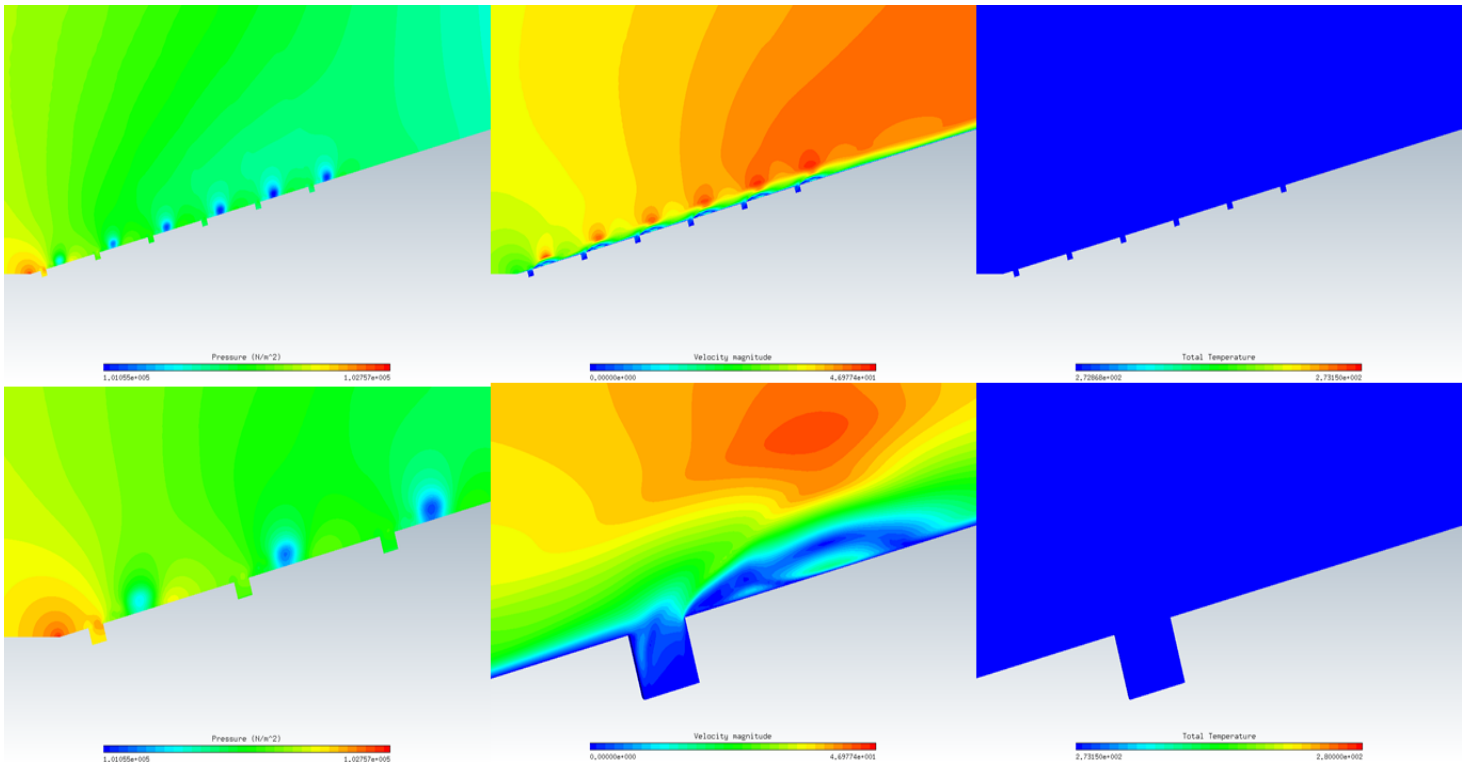 Pressure (N/m^2)
1.01055e+005 1.02757e+005
Velocity magnitude
0.00000e+000 4.69774e+001
Total Temperature
2.72868e+002 2.73150e+002
Pressure (N/m^2)
1.01055e+005 1.02757e+005
Velocity magnitude
0.00000e+000 4.69774e+001
Total Temperature
2.73150e+002 2.80000e+002